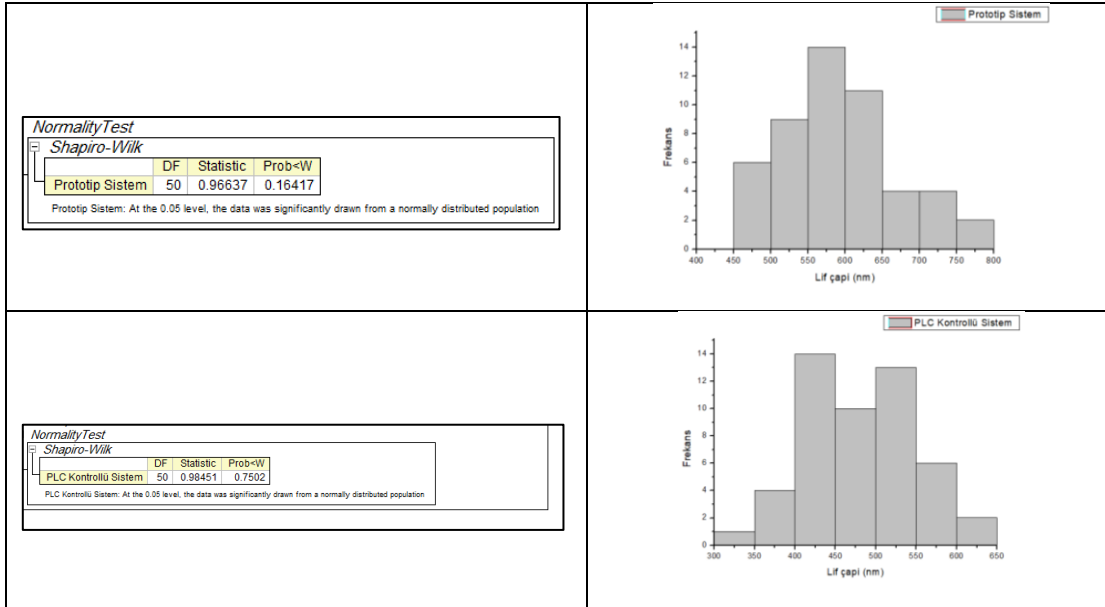 NormalityTest
Shapiro-Wilk
DF Statistic Prob<W
Prototip Sistem 50 0.96637 0.16417
Prototip Sistem: At the 0.05 level, the data was significantly drawn from a normally distributed population
Prototip Sistem
Frekans
14
12
10
8
6
4
2
0
400 450 500 550 600 650 700 750 800
Lif çapi (nm)
NormalityTest
Shapiro-Wilk
DF Statistic Prob<W
PLC Kontrollü Sistem 50 0.98451 0.7502
PLC Kontrollü Sistem: At the 0.05 level, the data was significantly drawn from a normally distributed population
PLC Kontrollü Sistem
Frekans
14
12
10
8
6
4
2
0
300 350 400 450 500 550 600 650
Lif çapi (nm)